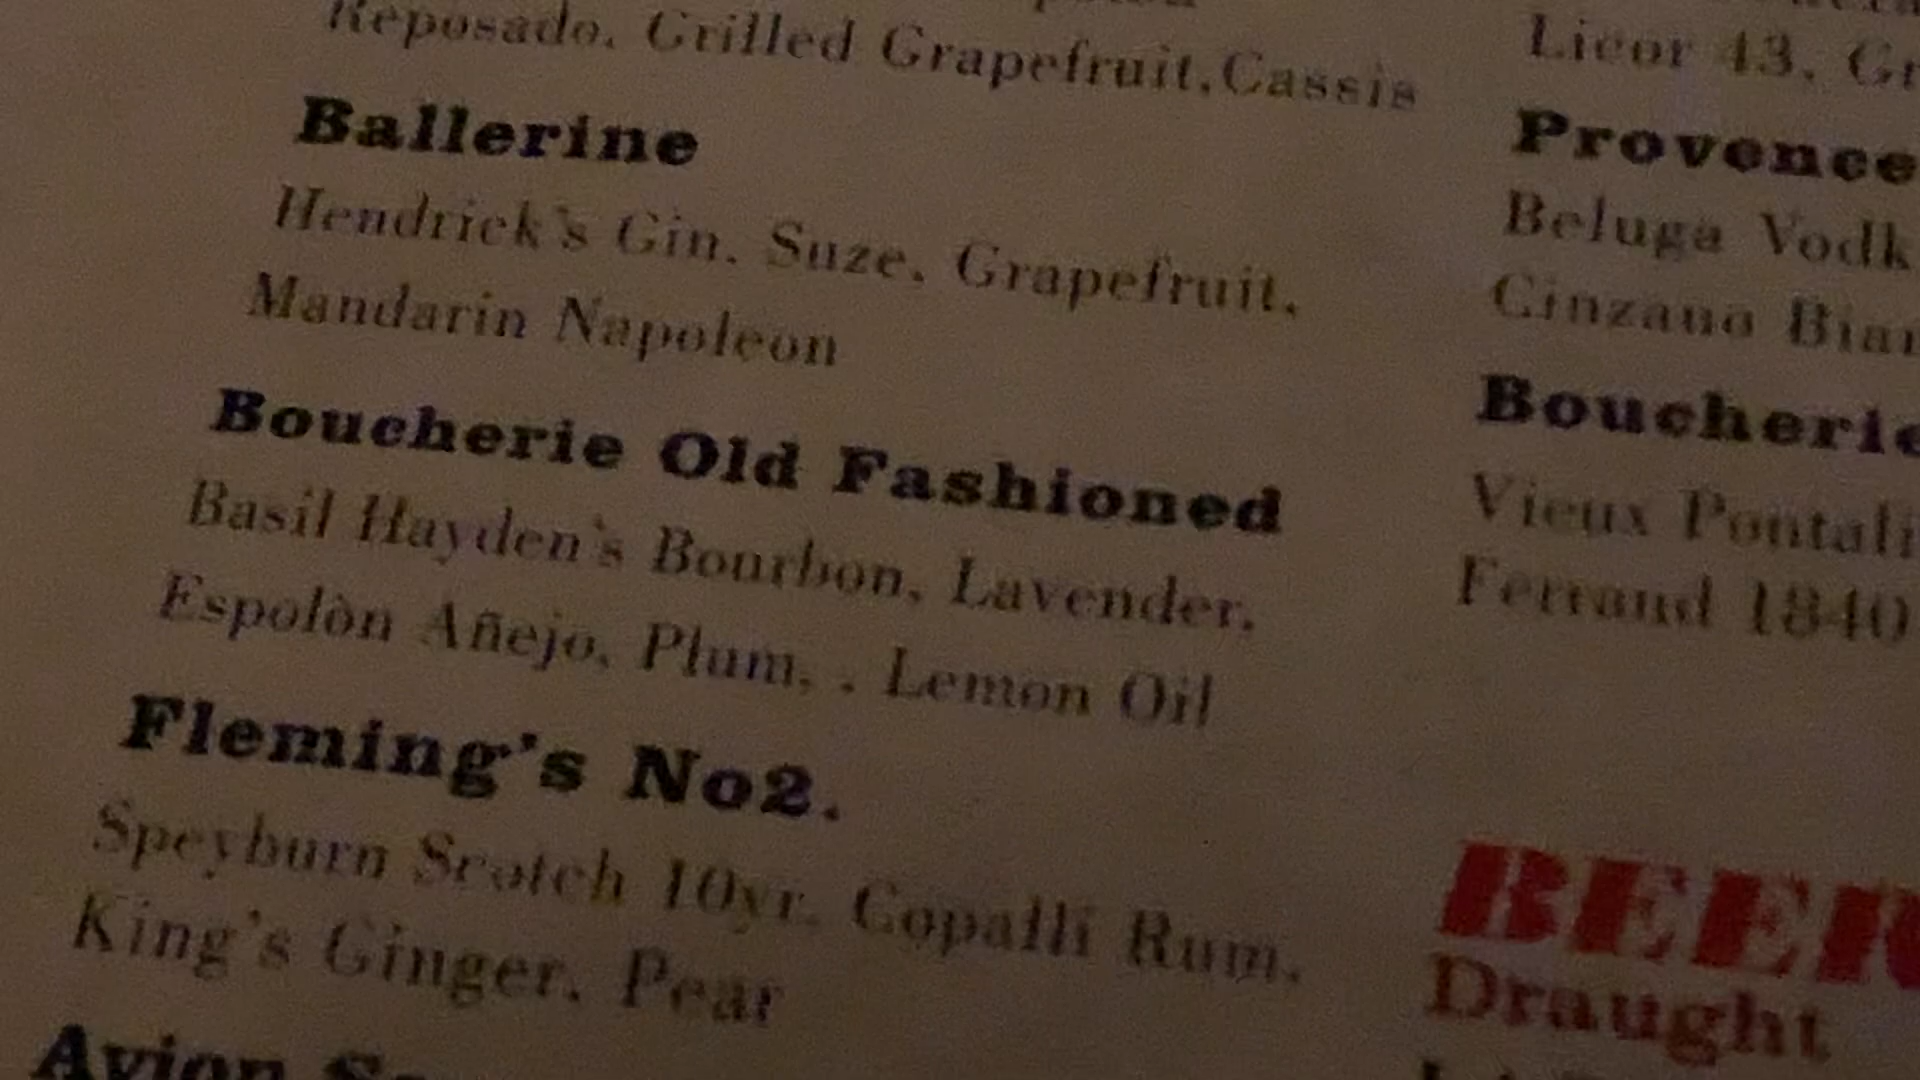 Reposado, Grilled Grapefruit,Cassis
Ballerine
Hendrick's Gin, Suze, Grapefruit,
Mandarin Napoleon
Boucherie Old Fashioned
Basil Hayden's Bourbon, Lavender,
Espolòn Añejo, Plum, , Lemon Oil
Fleming's No2.
Speyburn Scotch 10yr, Copalli Rum,
King's Ginger, Pear
Avion
Licor 43,
Provence
Beluga
Cinzano
Vieux
Ferrand 1840
Draught